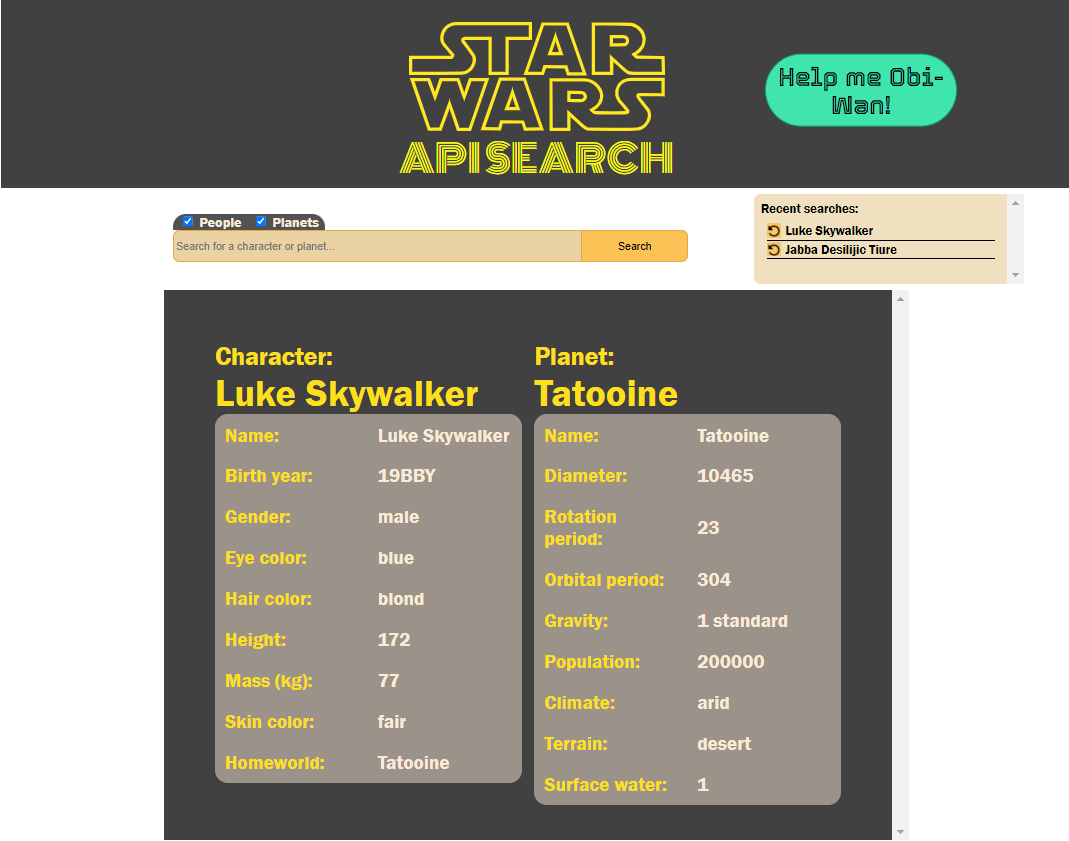 STAR
WARS
APISEARCH
Help me Obi-
Wan!
People Planets
Search for a character or planet...
Search
Recent searches:
Luke Skywalker
Jabba Desilijic Tiure
Character:
Luke Skywalker
Name: Luke Skywalker
Birth year: 19BBY
Gender: male
Eye color: blue
Hair color: blond
Height: 172
Mass (kg): 77
Skin color: fair
Homeworld: Tatooine
Planet:
Tatooine
Name: Tatooine
Diameter: 10465
Rotation
period: 23
Orbital period: 304
Gravity: 1 standard
Population: 200000
Climate: arid
Terrain: desert
Surface water: 1